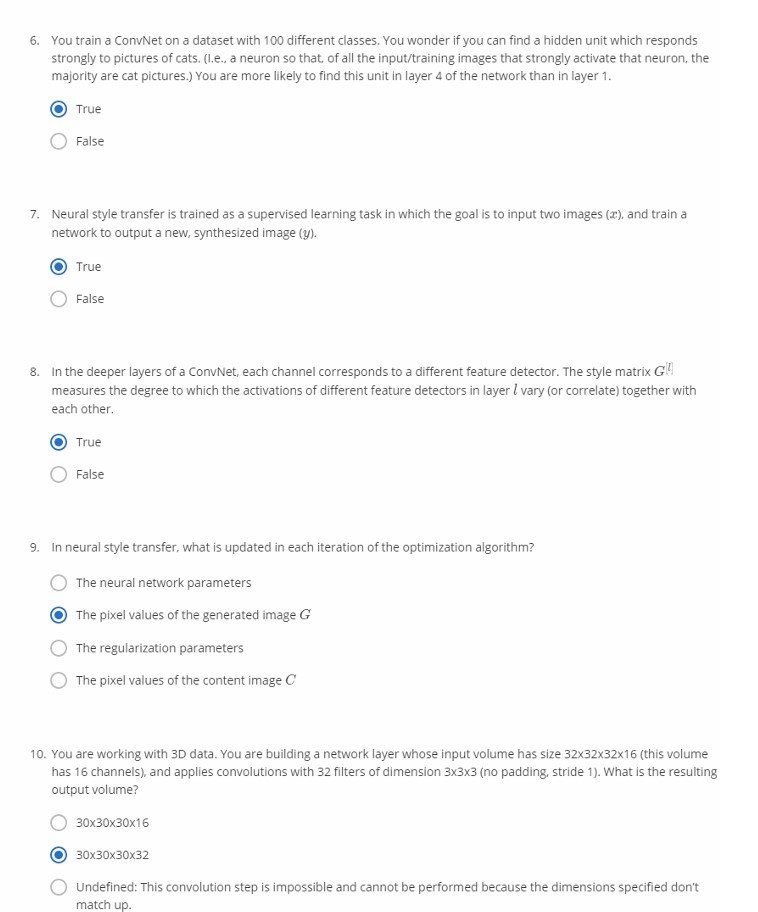 6. You train a ConvNet on a dataset with 100 different classes. You wonder if you can find a hidden unit which responds
strongly to pictures of cats. (I.e., a neuron so that, of all the input/training images that strongly activate that neuron, the
majority are cat pictures.) You are more likely to find this unit in layer 4 of the network than in layer 1.
True
False
7. Neural style transfer is trained as a supervised learning task in which the goal is to input two images (x), and train a
network to output a new, synthesized image (y).
True
False
8. In the deeper layers of a ConvNet, each channel corresponds to a different feature detector. The style matrix G^[l]
measures the degree to which the activations of different feature detectors in layer l vary (or correlate) together with
each other.
True
False
9. In neural style transfer, what is updated in each iteration of the optimization algorithm?
The neural network parameters
The pixel values of the generated image G
The regularization parameters
The pixel values of the content image C
10. You are working with 3D data. You are building a network layer whose input volume has size 32x32x32x16 (this volume
has 16 channels), and applies convolutions with 32 filters of dimension 3x3x3 (no padding, stride 1). What is the resulting
output volume?
30x30x30x16
30x30x30x32
Undefined: This convolution step is impossible and cannot be performed because the dimensions specified don't
match up.